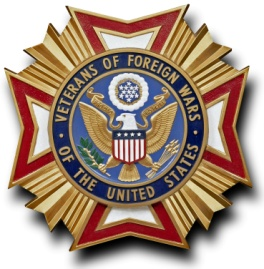 VETERANS OF FOREIGN WARS
OF THE UNITED STATES